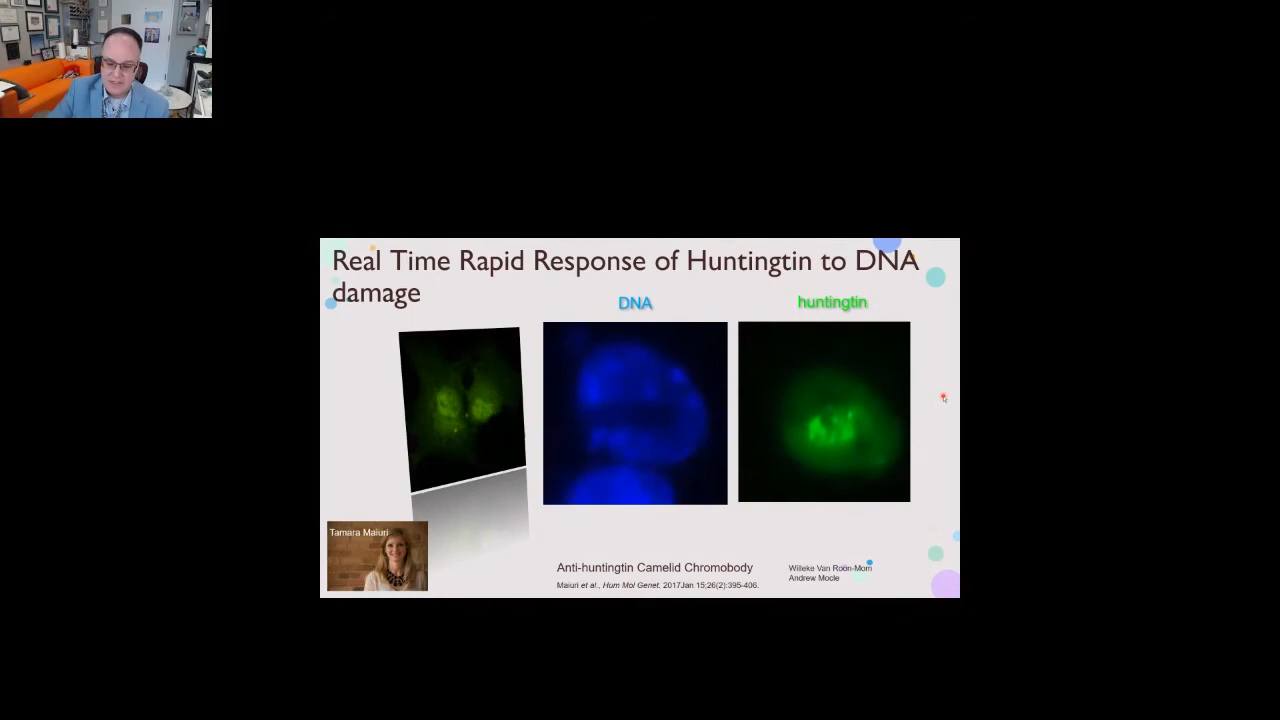 Real Time Rapid Response of Huntingtin to DNA
damage
DNA
huntingtin
Tamara Maiuri
Anti-huntingtin Camelid Chromobody
Maiuri et al., Hum Mol Genet. 2017Jan 15;26(2):395-406.
Willeke Van Roon-Mom
Andrew Mocle